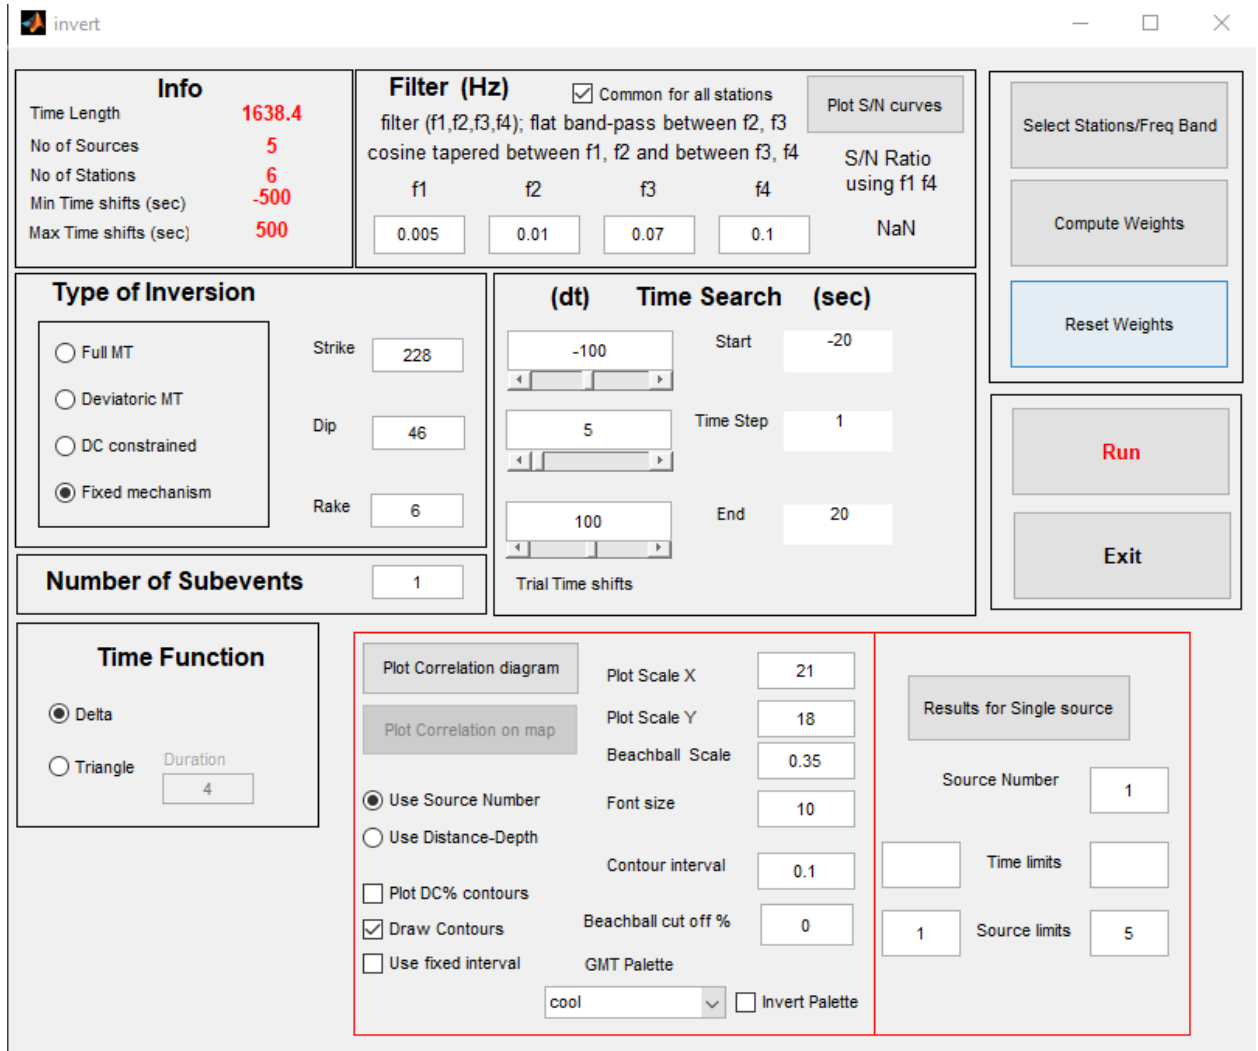 invert
Info
Time Length 1638.4
No of Sources 5
No of Stations 6
Min Time shifts (sec) -500
Max Time shifts (sec) 500
Filter (Hz)
Common for all stations
filter (f1,f2,f3,f4); flat band-pass between f2, f3
cosine tapered between f1, f2 and between f3, f4
f1 f2 f3 f4
0.005 0.01 0.07 0.1
Plot S/N curves
S/N Ratio
using f1 f4
NaN
Select Stations/Freq Band
Compute Weights
Reset Weights
Type of Inversion
Full MT
Deviatoric MT
DC constrained
Fixed mechanism
Strike 228
Dip 46
Rake 6
(dt) Time Search (sec)
-100 Start -20
5 Time Step 1
100 End 20
Trial Time shifts
Run
Exit
Number of Subevents 1
Time Function
Delta
Triangle
Duration
4
Plot Correlation diagram
Plot Correlation on map
Use Source Number
Use Distance-Depth
Plot DC% contours
Draw Contours
Use fixed interval
Plot Scale X 21
Plot Scale Y 18
Beachball Scale 0.35
Font size 10
Contour interval 0.1
Beachball cut off % 0
GMT Palette
cool
Invert Palette
Results for Single source
Source Number 1
Time limits
1 Source limits 5